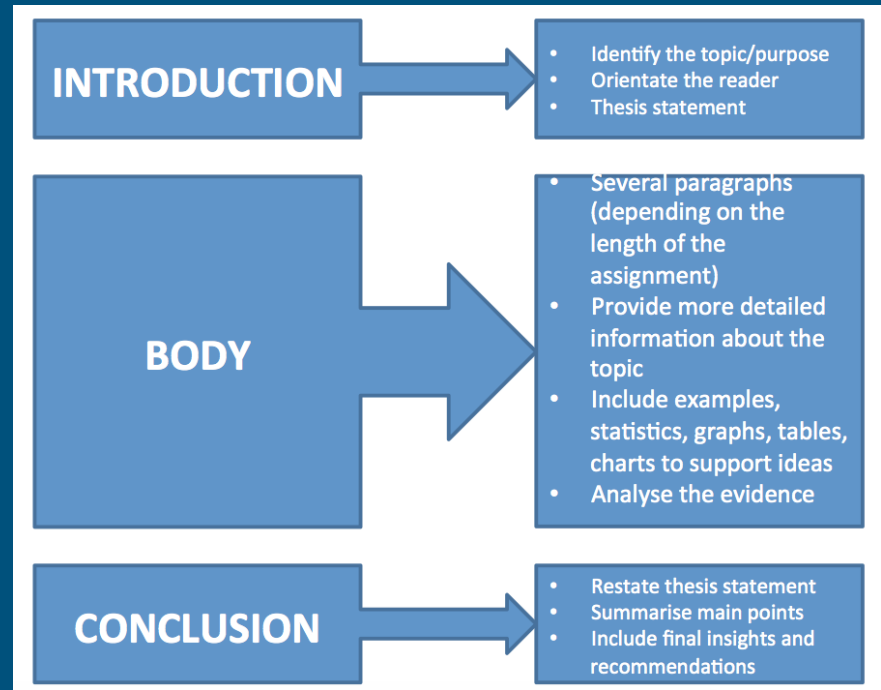 INTRODUCTION
• Identify the topic/purpose
• Orientate the reader
• Thesis statement
BODY
• Several paragraphs
(depending on the
length of the
assignment)
• Provide more detailed
information about the
topic
• Include examples,
statistics, graphs, tables,
charts to support ideas
• Analyse the evidence
CONCLUSION
• Restate thesis statement
• Summarise main points
• Include final insights and
recommendations